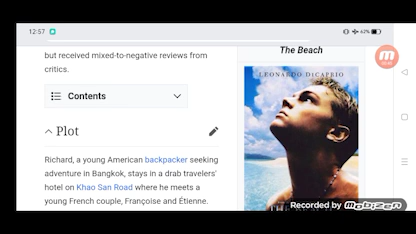 12:57
62%
but received mixed-to-negative reviews from
critics.
Contents
Plot
Richard, a young American backpacker seeking
adventure in Bangkok, stays in a drab travelers'
hotel on Khao San Road where he meets a
young French couple, Françoise and Étienne.
The Beach
LEONARDO DICAPRIO
Recorded by mobizen